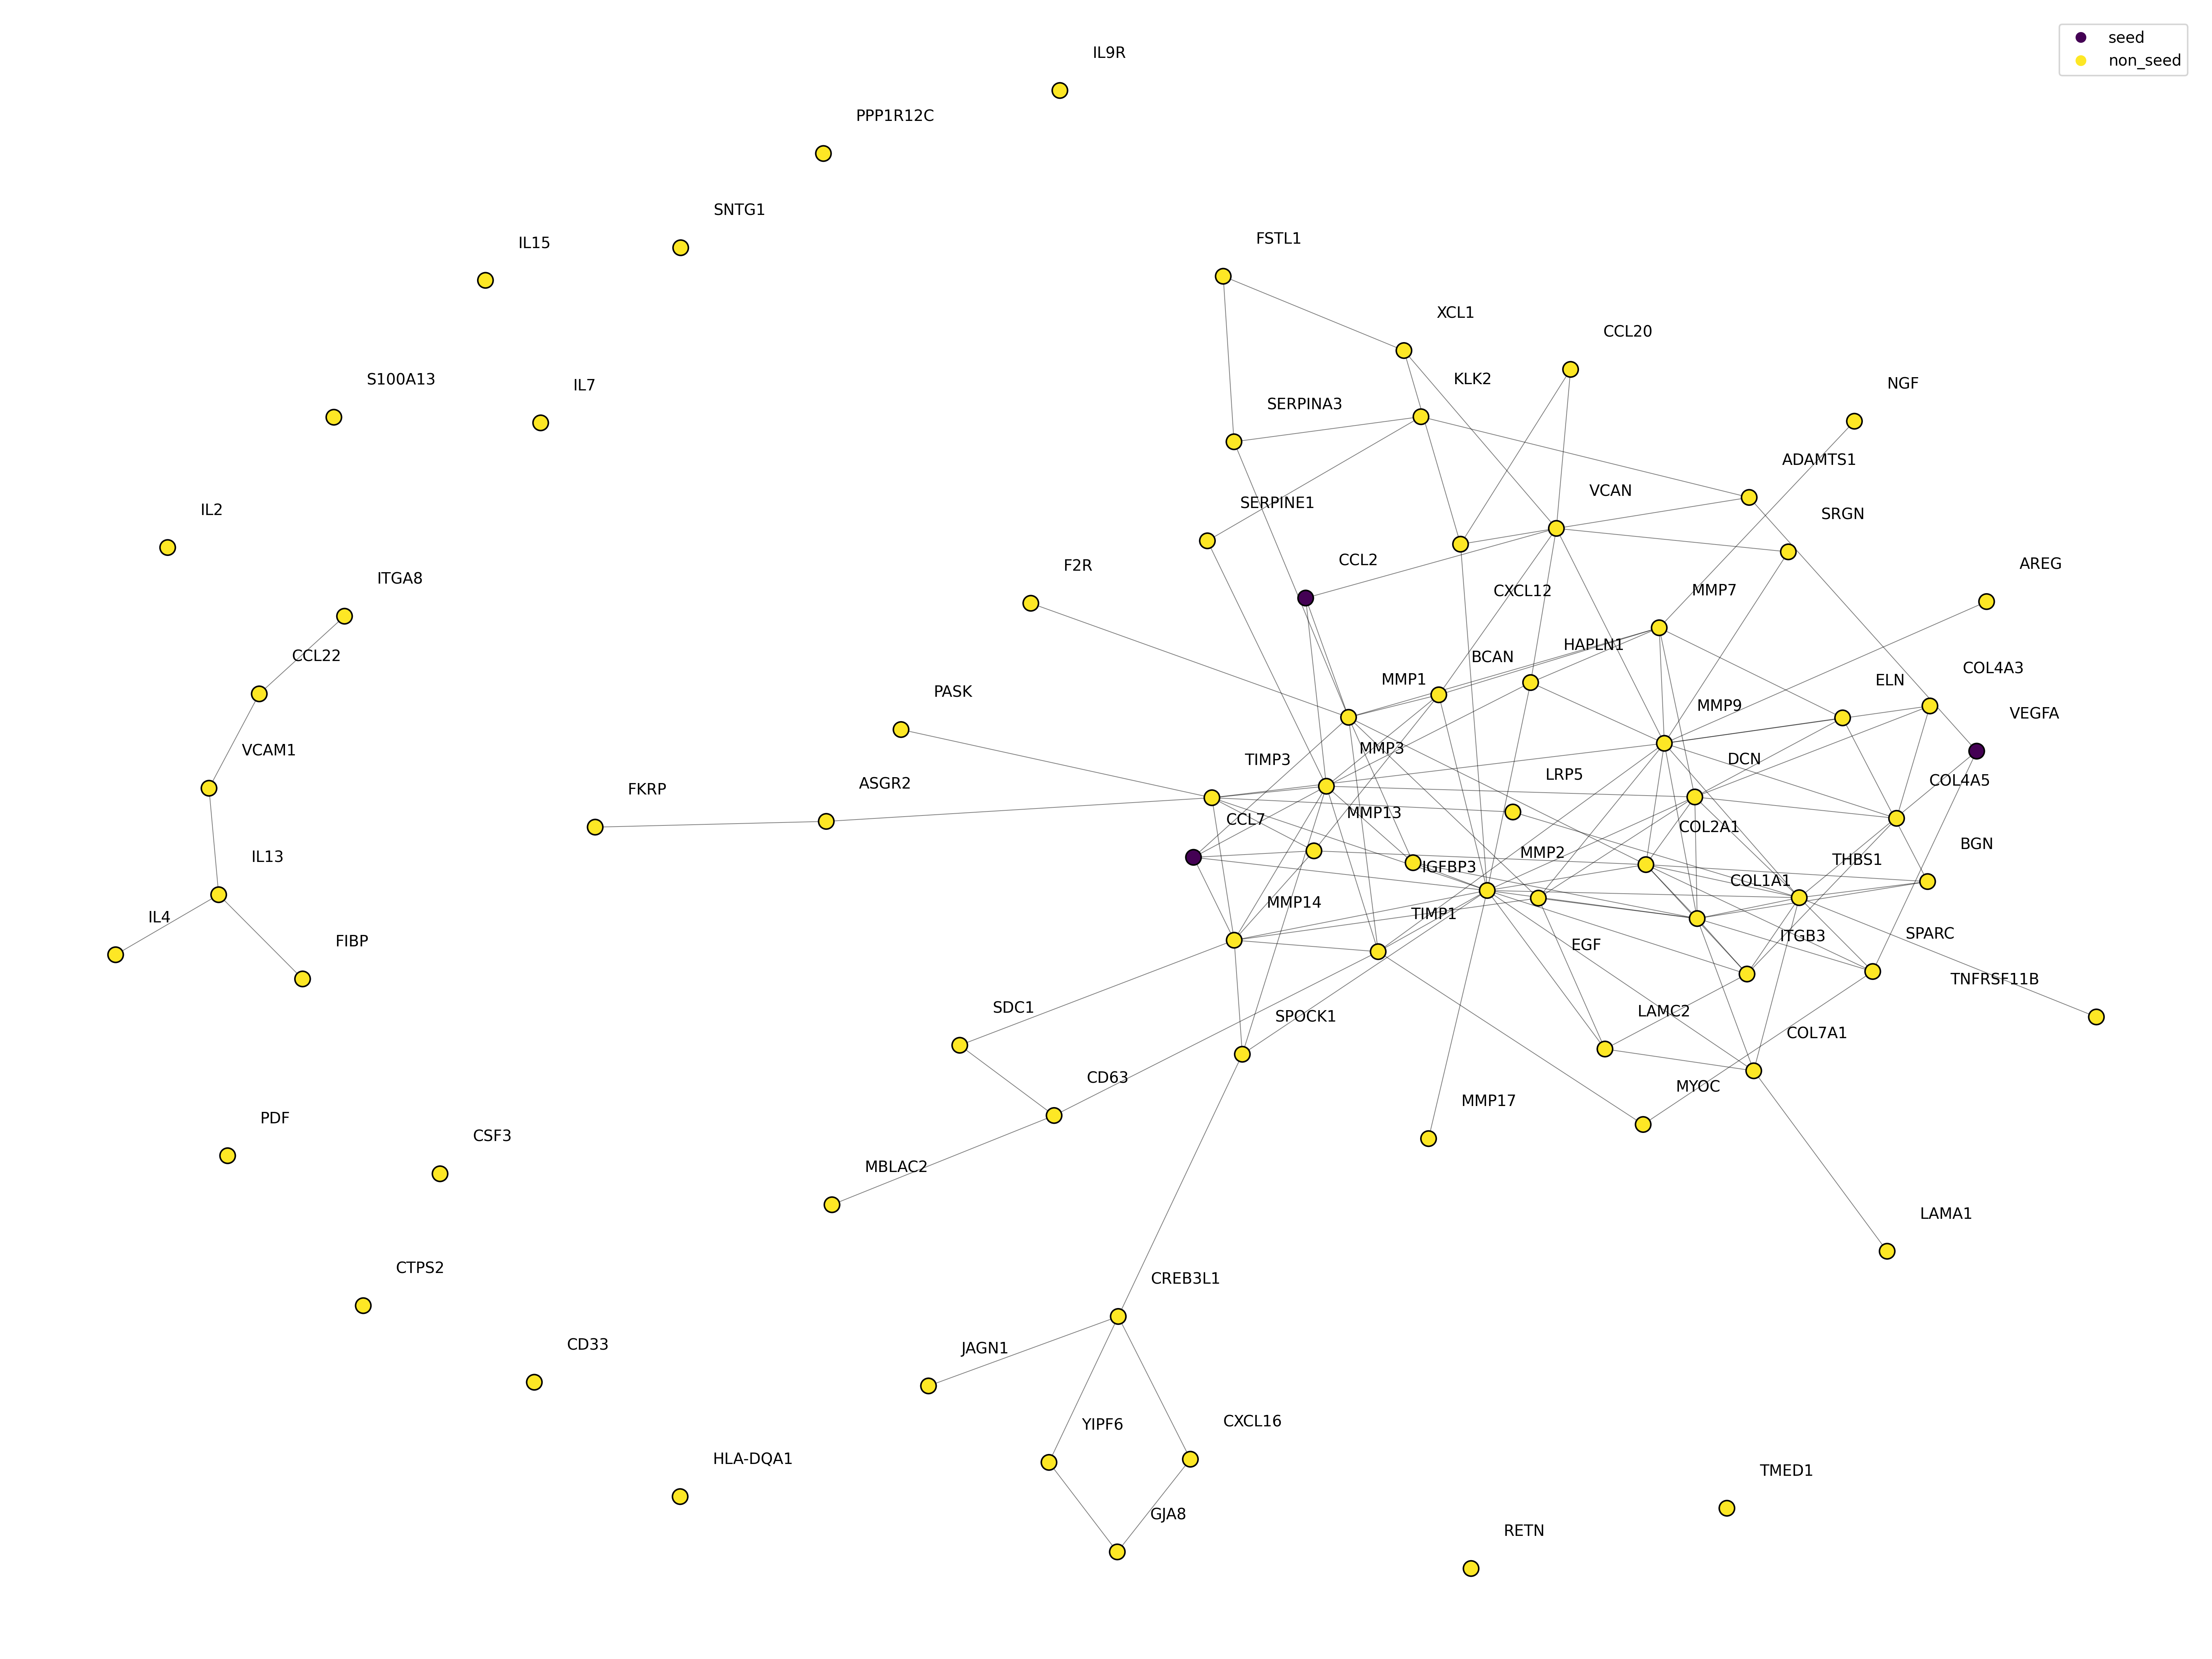 seed
non_seed
IL9R
PPP1R12C
SNTG1
FSTL1
IL15
XCL1
CCL20
S100A13
KLK2
NGF
IL7
SERPINA3
ADAMTS1
VCAN
SERPINE1
IL2
SRGN
CCL2
AREG
F2R
ITGA8
CXCL12
MMP7
HAPLN1
CCL22
BCAN
COL4A3
MMP1
ELN
PASK
MMP9
VEGFA
MMP3
VCAM1
TIMP3
DCN
LRP5
COL4A5
ASGR2
FKRP
MMP13
CCL7
COL2A1
BGN
MMP2
IL13
THBS1
IGFBP3
COL1A1
MMP14
TIMP1
IL4
SPARC
ITGB3
FIBP
EGF
TNFRSF11B
SDC1
LAMC2
SPOCK1
COL7A1
CD63
MYOC
MMP17
PDF
CSF3
MBLAC2
LAMA1
CTPS2
CREB3L1
CD33
JAGN1
CXCL16
YIPF6
HLA-DQA1
TMED1
GJA8
RETN